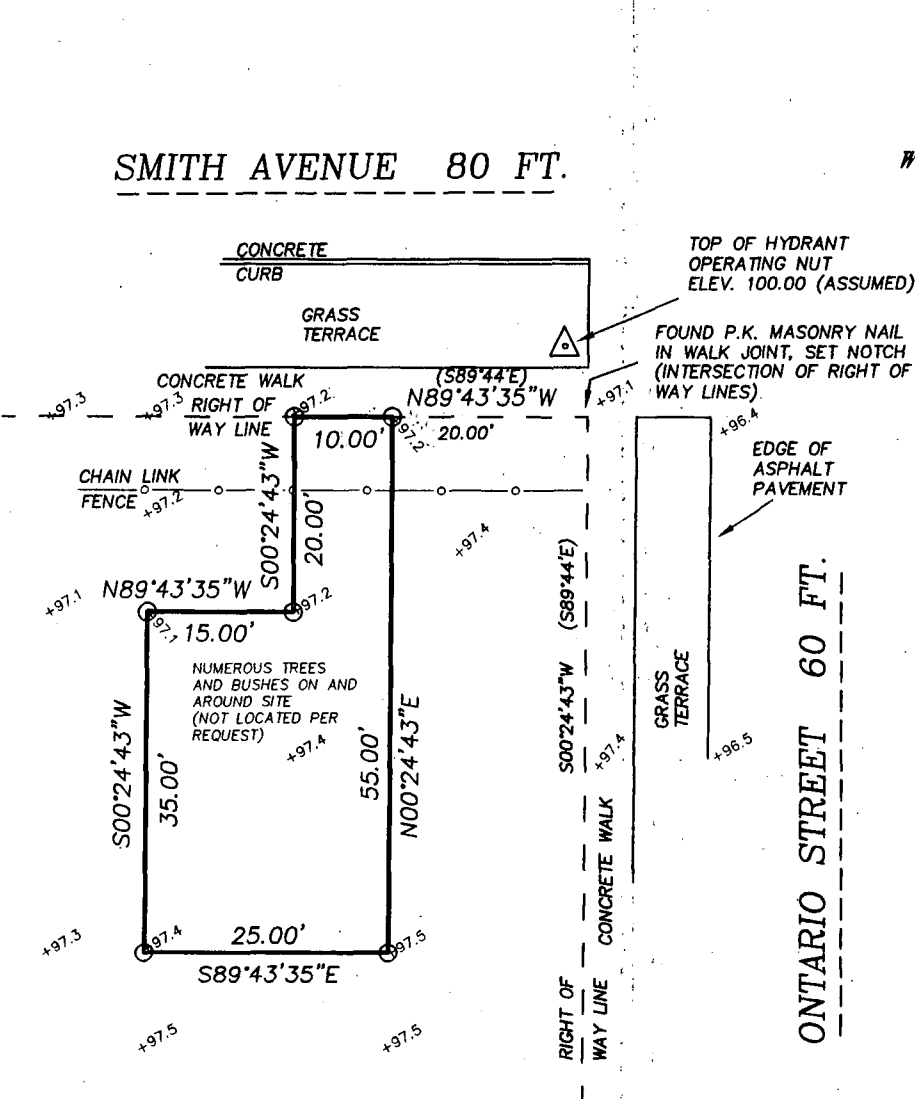 SMITH AVENUE 80 FT.
W
CONCRETE
CURB
GRASS
TERRACE
TOP OF HYDRANT
OPERATING NUT
ELEV. 100.00 (ASSUMED)
FOUND P.K. MASONRY NAIL
IN WALK JOINT, SET NOTCH
(INTERSECTION OF RIGHT OF
WAY LINES)
CONCRETE WALK
RIGHT OF
WAY LINE
(S89°44'E)
N89°43'35"W
+97.3
+97.3
+97.2
+97.1
+96.4
10.00'
+97.2
20.00'
EDGE OF
ASPHALT
PAVEMENT
CHAIN LINK
FENCE
+97.2
S00°24'43"W
20.00'
+97.4
N89°43'35"W
+97.1
97.1
97.2
15.00'
NUMEROUS TREES
AND BUSHES ON AND
AROUND SITE
(NOT LOCATED PER
REQUEST)
+97.4
S00°24'43"W
35.00'
55.00'
N00°24'43"E
S00°24'43"W (S89°44'E)
GRASS
TERRACE
+97.4
+96.5
ONTARIO STREET 60 FT.
RIGHT OF
WAY LINE
CONCRETE WALK
+97.3
97.4
25.00'
97.5
S89°43'35"E
+97.5
+97.5